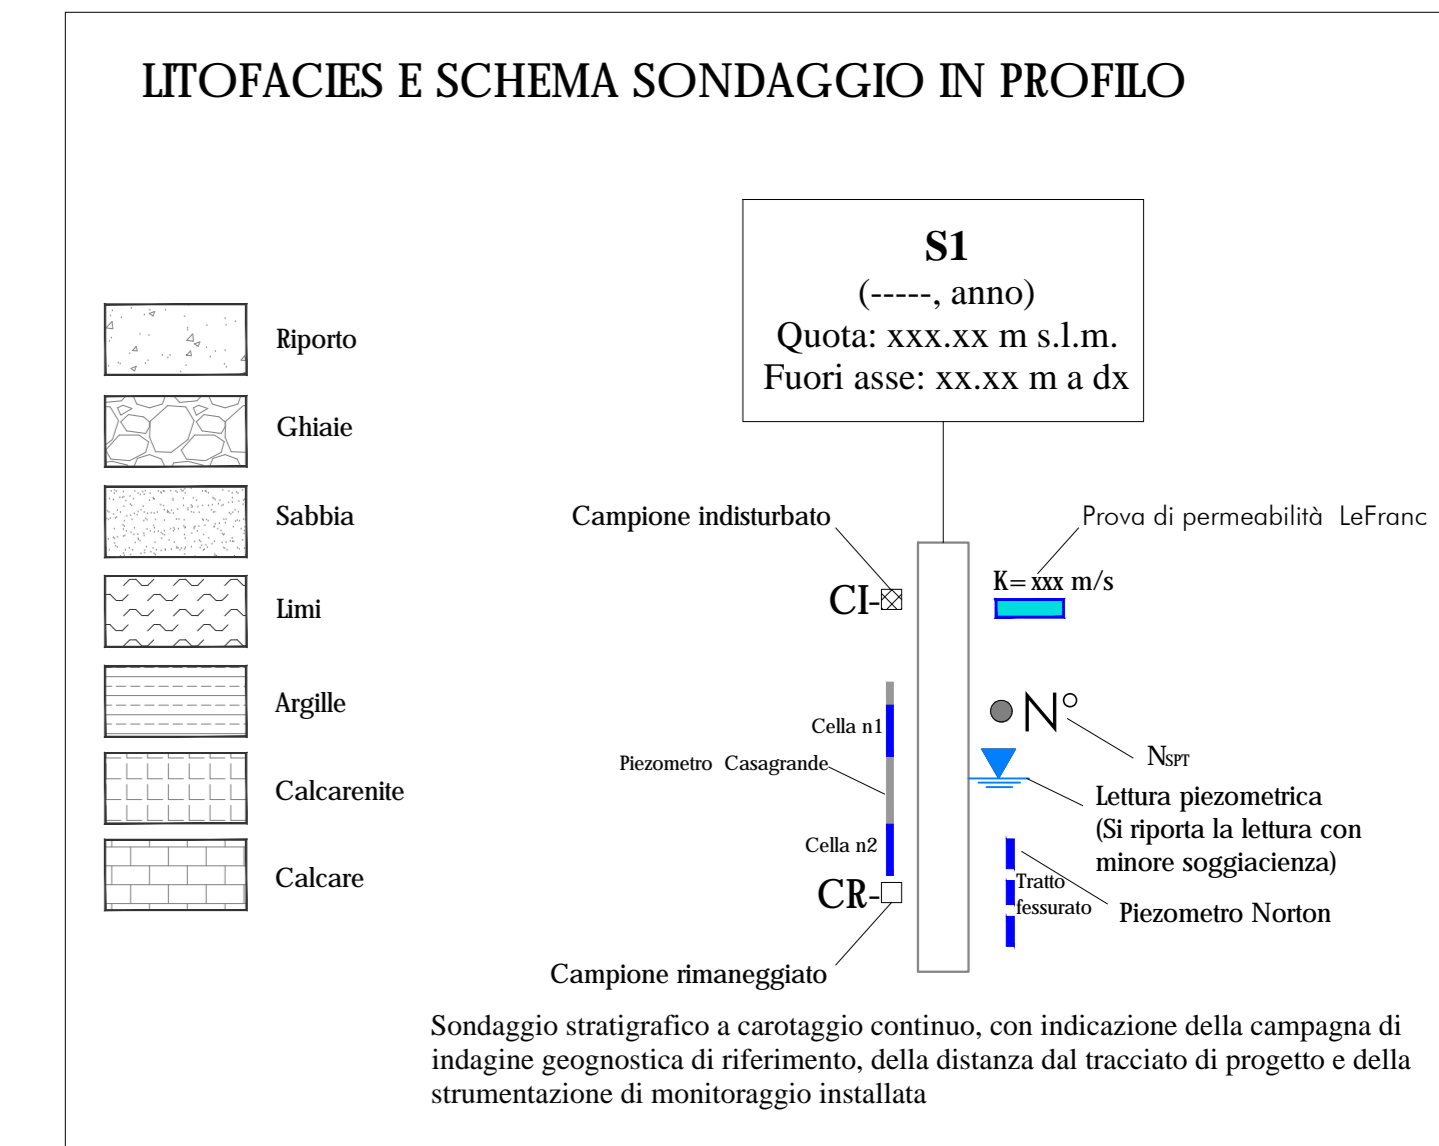 LITOFACIES E SCHEMA SONDAGGIO IN PROFILO
S1
(-----, anno)
Quota: xxx.xx m s.l.m.
Fuori asse: xx.xx m a dx
Riporto
Ghiaie
Sabbia
Limi
Argille
Calcarenite
Calcare
Campione indisturbato
Prova di permeabilità LeFranc
K= xxx m/s
CI-
Cella n1
N°
NSPT
Piezometro Casagrande
Lettura piezometrica
(Si riporta la lettura con
minore soggiacienza)
Cella n2
CR-
Tratto
fessurato
Piezometro Norton
Campione rimaneggiato
Sondaggio stratigrafico a carotaggio continuo, con indicazione della campagna di
indagine geognostica di riferimento, della distanza dal tracciato di progetto e della
strumentazione di monitoraggio installata